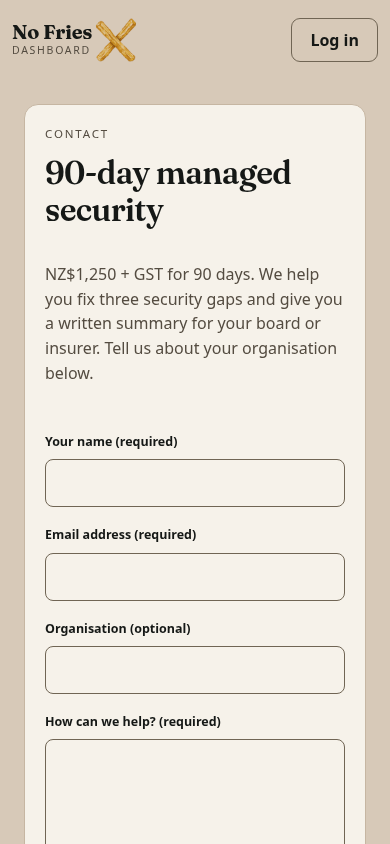 No Fries
DASHBOARD
Log in
CONTACT
90-day managed
security
NZ$1,250 + GST for 90 days. We help
you fix three security gaps and give you
a written summary for your board or
insurer. Tell us about your organisation
below.
Your name (required)
Email address (required)
Organisation (optional)
How can we help? (required)